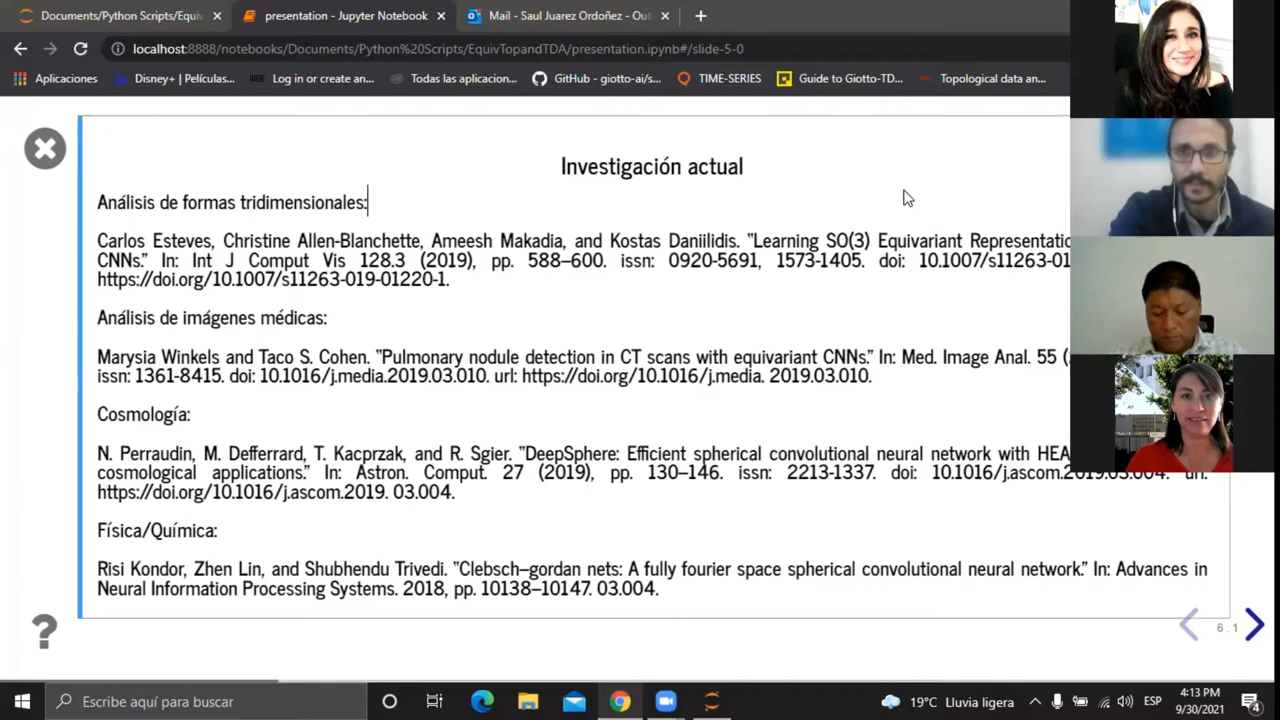 Documents/Python Scripts/Equiv
presentation - Jupyter Notebook
Mail - Saul Juarez Ordoñez - Out
localhost:8888/notebooks/Documents/Python%20Scripts/EquivTopandTDA/presentation.ipynb#/slide-5-0
Aplicaciones
Disney+ | Películas...
Log in or create an...
Todas las aplicacion...
GitHub - giotto-ai/s...
TIME-SERIES
Guide to Giotto-TD...
Topological data an...
Investigación actual
Análisis de formas tridimensionales:
Carlos Esteves, Christine Allen-Blanchette, Ameesh Makadia, and Kostas Daniilidis. "Learning SO(3) Equivariant
CNNs." In: Int J Comput Vis 128.3 (2019), pp. 588–600. issn: 0920-5691, 1573-1405. doi: 10.1007/s11263-01
https://doi.org/10.1007/s11263-019-01220-1.
Análisis de imágenes médicas:
Marysia Winkels and Taco S. Cohen. "Pulmonary nodule detection in CT scans with equivariant CNNs." In: Med. Image Anal. 55
issn: 1361-8415. doi: 10.1016/j.media.2019.03.010. url: https://doi.org/10.1016/j.media. 2019.03.010.
Cosmología:
N. Perraudin, M. Defferrard, T. Kacprzak, and R. Sgier. "DeepSphere: Efficient spherical convolutional neural network with
cosmological applications." In: Astron. Comput. 27 (2019), pp. 130–146. issn: 2213-1337. doi: 10.1016/j.ascom.2019.03.004. url:
https://doi.org/10.1016/j.ascom.2019. 03.004.
Física/Química:
Risi Kondor, Zhen Lin, and Shubhendu Trivedi. "Clebsch–gordan nets: A fully fourier space spherical convolutional neural network." In: Advances in
Neural Information Processing Systems. 2018, pp. 10138–10147. 03.004.
6.1
Escribe aquí para buscar
19°C Lluvia ligera
ESP
4:13 PM
9/30/2021
4